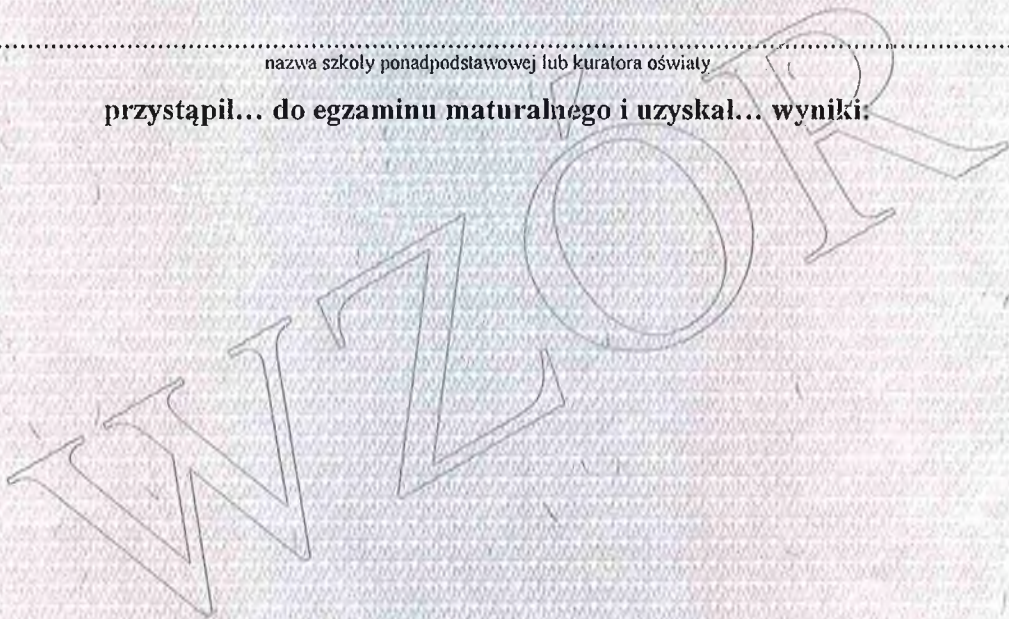 nazwa szkoły ponadpodstawowej lub kuratora oświaty
przystąpił... do egzaminu maturalnego i uzyskał... wyniki:
WZÓR